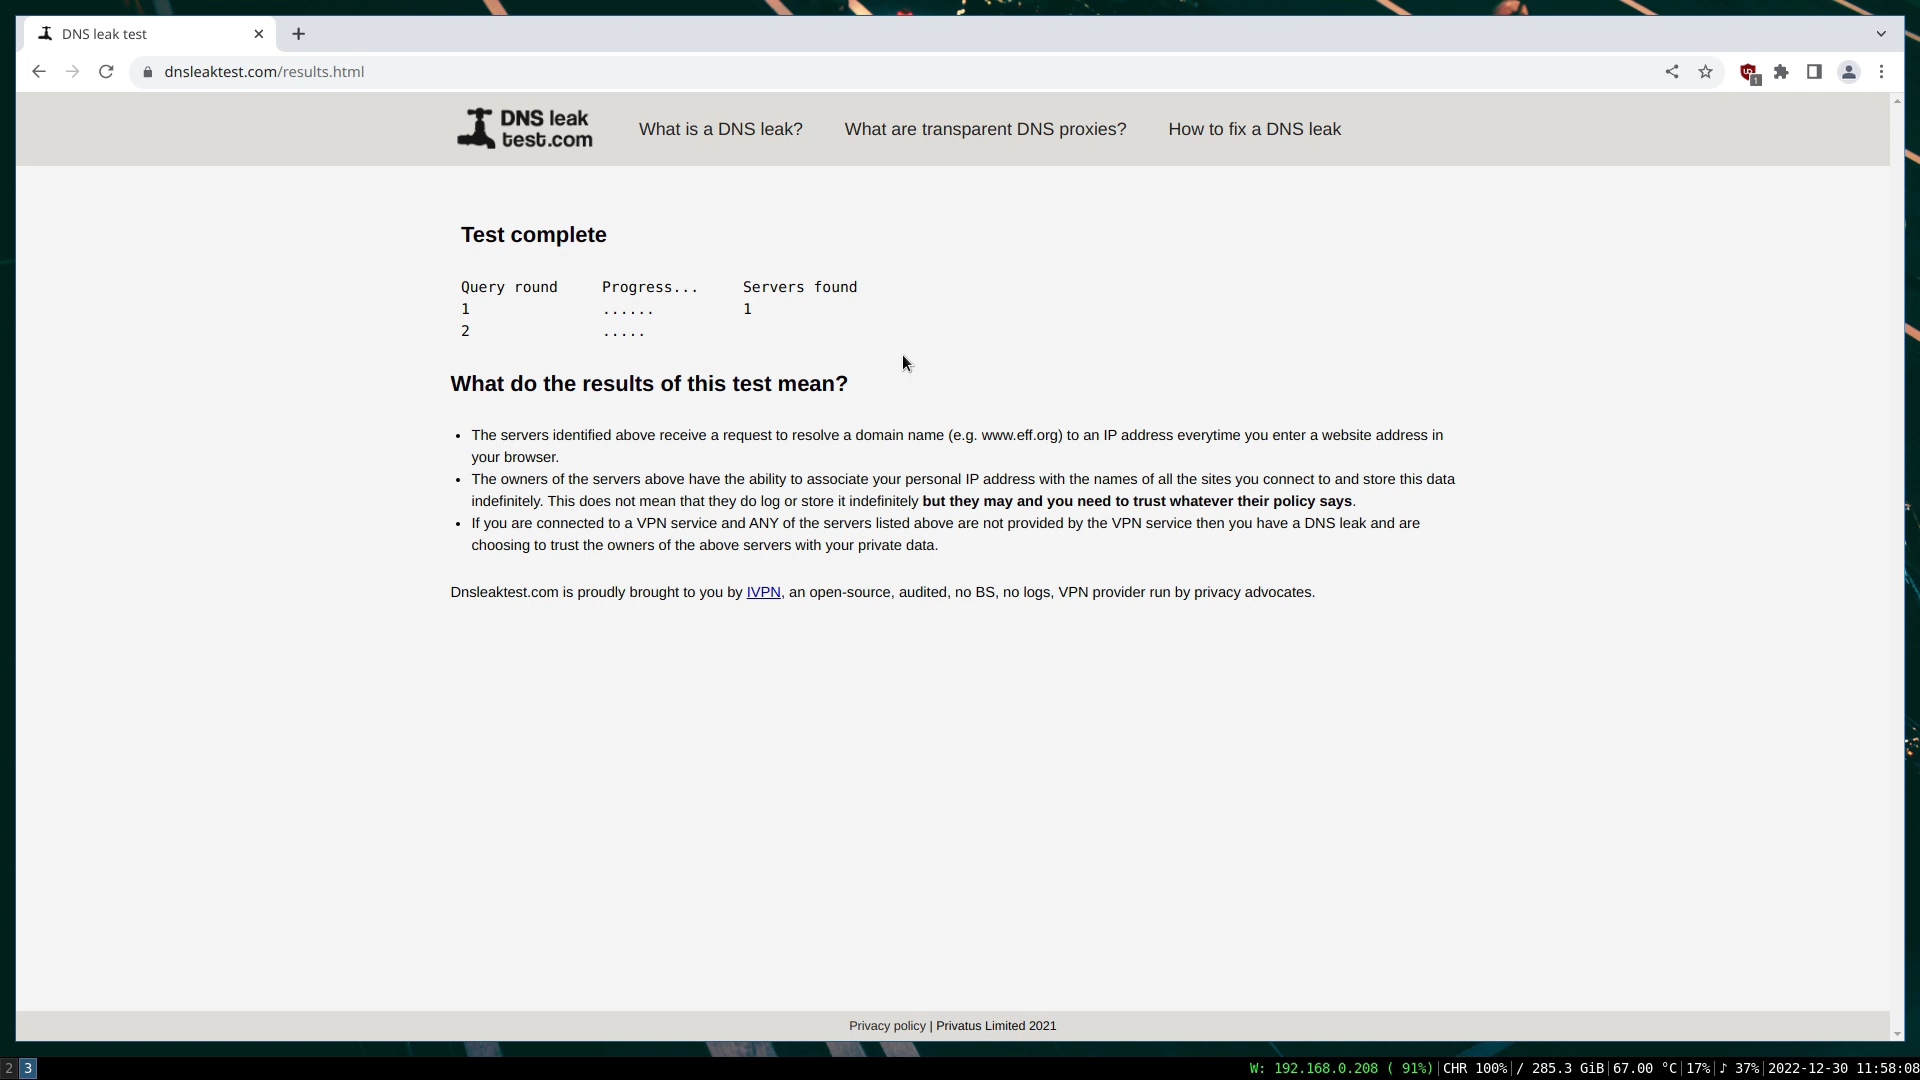 DNS leak test
dnsleaktest.com/results.html
1
DNS leak
test.com
What is a DNS leak?
What are transparent DNS proxies?
How to fix a DNS leak
Test complete
Query round Progress... Servers found
1 ...... 1
2 .....
What do the results of this test mean?
The servers identified above receive a request to resolve a domain name (e.g. www.eff.org) to an IP address everytime you enter a website address in
your browser.
The owners of the servers above have the ability to associate your personal IP address with the names of all the sites you connect to and store this data
indefinitely. This does not mean that they do log or store it indefinitely but they may and you need to trust whatever their policy says.
If you are connected to a VPN service and ANY of the servers listed above are not provided by the VPN service then you have a DNS leak and are
choosing to trust the owners of the above servers with your private data.
Dnsleaktest.com is proudly brought to you by IVPN, an open-source, audited, no BS, no logs, VPN provider run by privacy advocates.
Privacy policy | Privatus Limited 2021
2 3 W: 192.168.0.208 ( 91%)|CHR 100%|/ 285.3 GiB|67.00 °C|17%|♪ 37%|2022-12-30 11:58:08